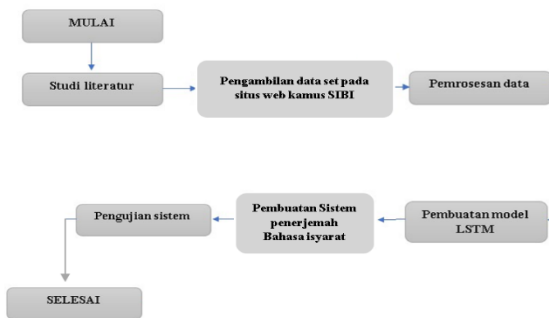 MULAI
Studi literatur
Pengambilan data set pada
situs web kamus SIBI
Pemrosesan data
Pembuatan model
LSTM
Pembuatan Sistem
penerjemah
Bahasa isyarat
Pengujian sistem
SELESAI